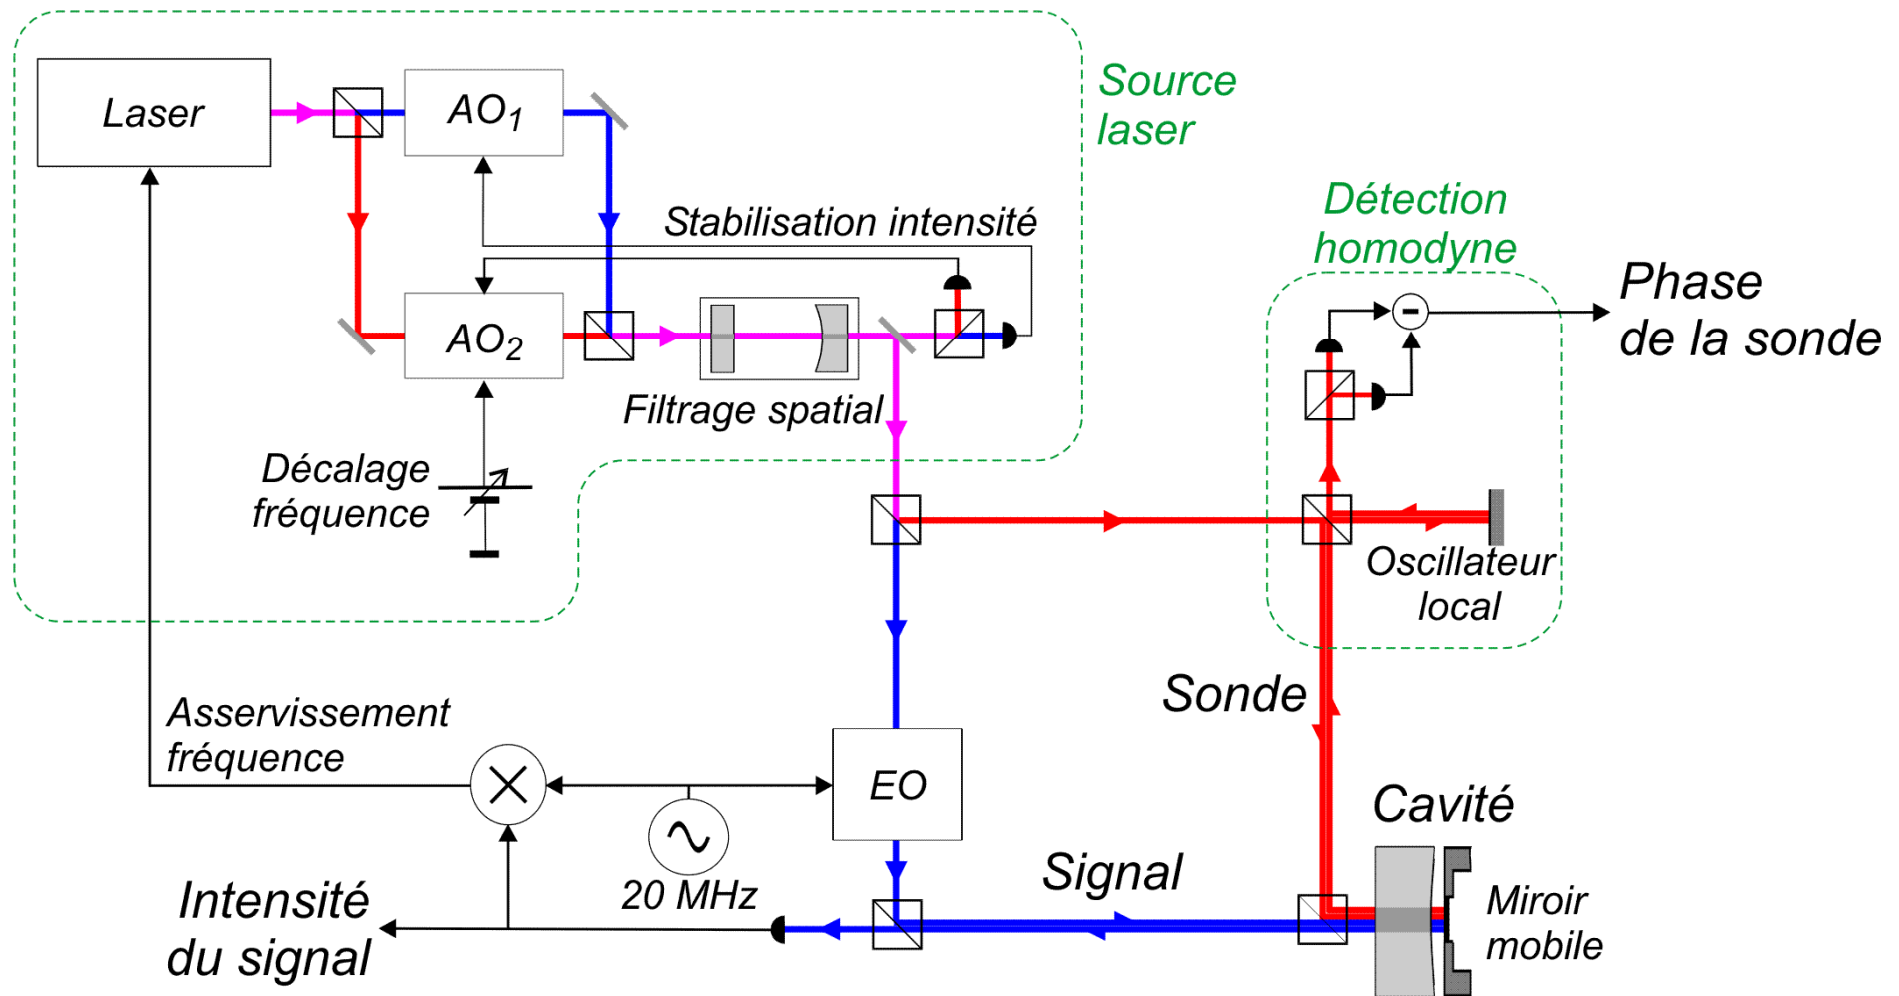 Laser
AO1
Source
laser
Stabilisation intensité
Détection
homodyne
AO2
Phase
de la sonde
-
Filtrage spatial
Décalage
fréquence
Oscillateur
local
Sonde
Asservissement
fréquence
EO
Cavité
20 MHz
Signal
Intensité
du signal
Miroir
mobile